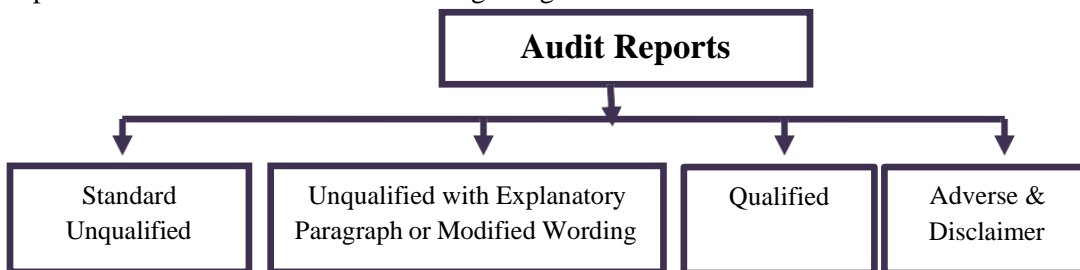 Audit Reports
Standard
Unqualified
Unqualified with Explanatory
Paragraph or Modified Wording
Qualified
Adverse &
Disclaimer